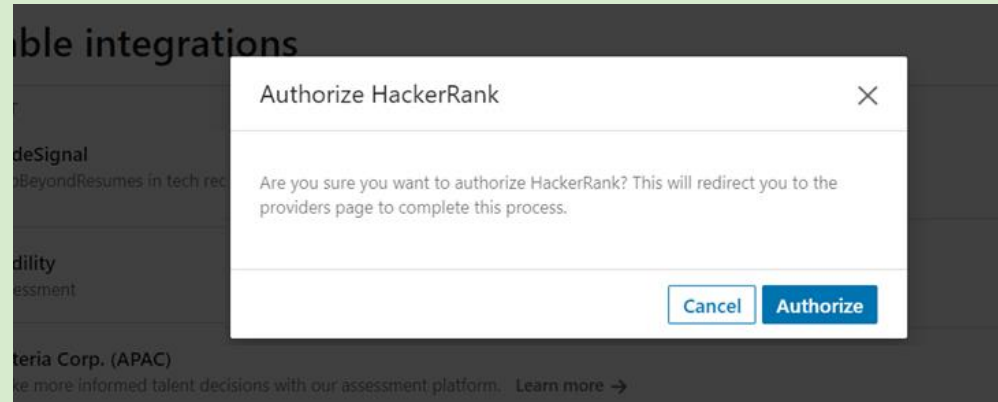 ble integrations
Authorize HackerRank
deSignal
BeyondResumes in tech rec
Are you sure you want to authorize HackerRank? This will redirect you to the
providers page to complete this process.
dility
essment
Cancel Authorize
teria Corp. (APAC)
ke more informed talent decisions with our assessment platform. Learn more →